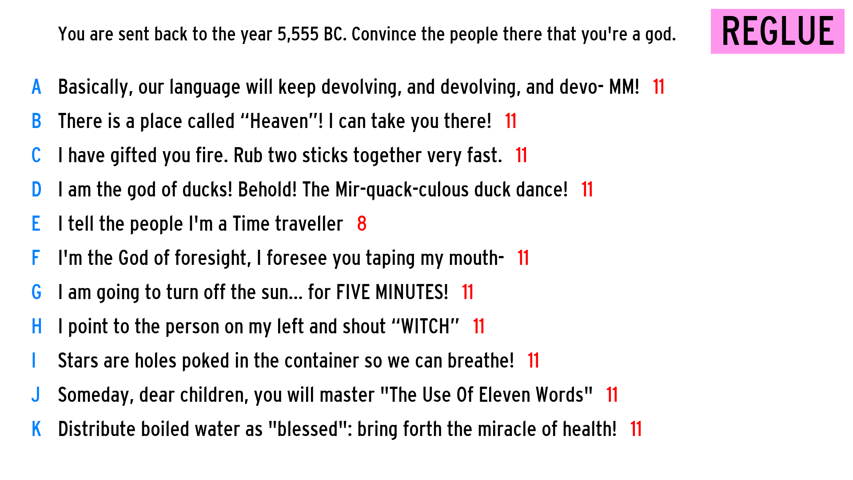 You are sent back to the year 5,555 BC. Convince the people there that you're a god.
REGLUE
A Basically, our language will keep devolving, and devolving, and devo- MM! 11
B There is a place called “Heaven”! I can take you there! 11
C I have gifted you fire. Rub two sticks together very fast. 11
D I am the god of ducks! Behold! The Mir-quack-culous duck dance! 11
E I tell the people I'm a Time traveller 8
F I'm the God of foresight, I foresee you taping my mouth- 11
G I am going to turn off the sun... for FIVE MINUTES! 11
H I point to the person on my left and shout “WITCH” 11
I Stars are holes poked in the container so we can breathe! 11
J Someday, dear children, you will master "The Use Of Eleven Words" 11
K Distribute boiled water as "blessed": bring forth the miracle of health! 11